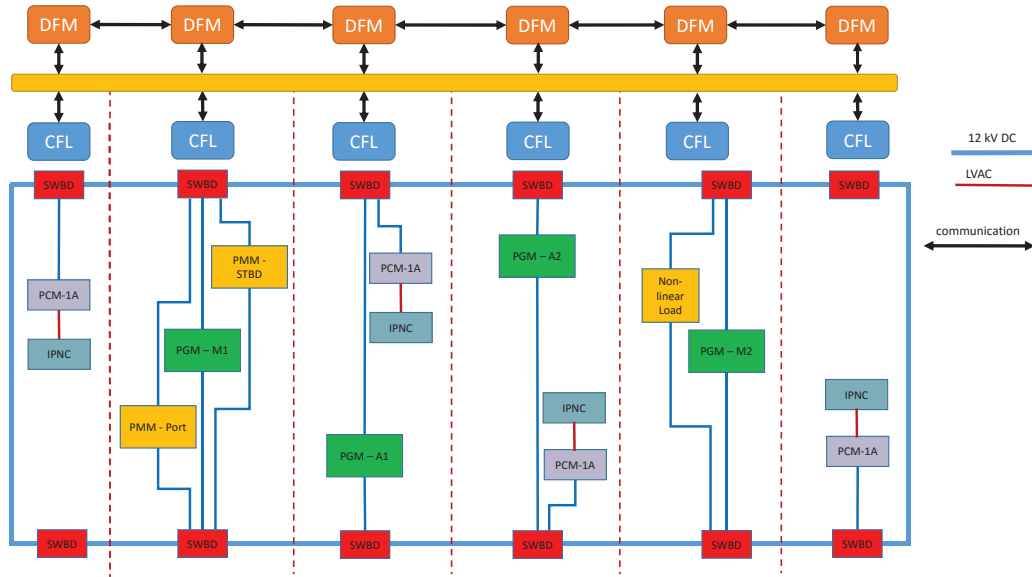 DFM
DFM
DFM
DFM
DFM
DFM
CFL
CFL
CFL
CFL
CFL
CFL
12 kV DC
LVAC
communication
SWBD
SWBD
SWBD
SWBD
SWBD
SWBD
PMM -
STBD
PGM – A2
PCM-1A
PCM-1A
Non-
linear
Load
IPNC
IPNC
PGM – M1
PGM – M2
PMM - Port
IPNC
IPNC
PGM – A1
PCM-1A
PCM-1A
SWBD
SWBD
SWBD
SWBD
SWBD
SWBD